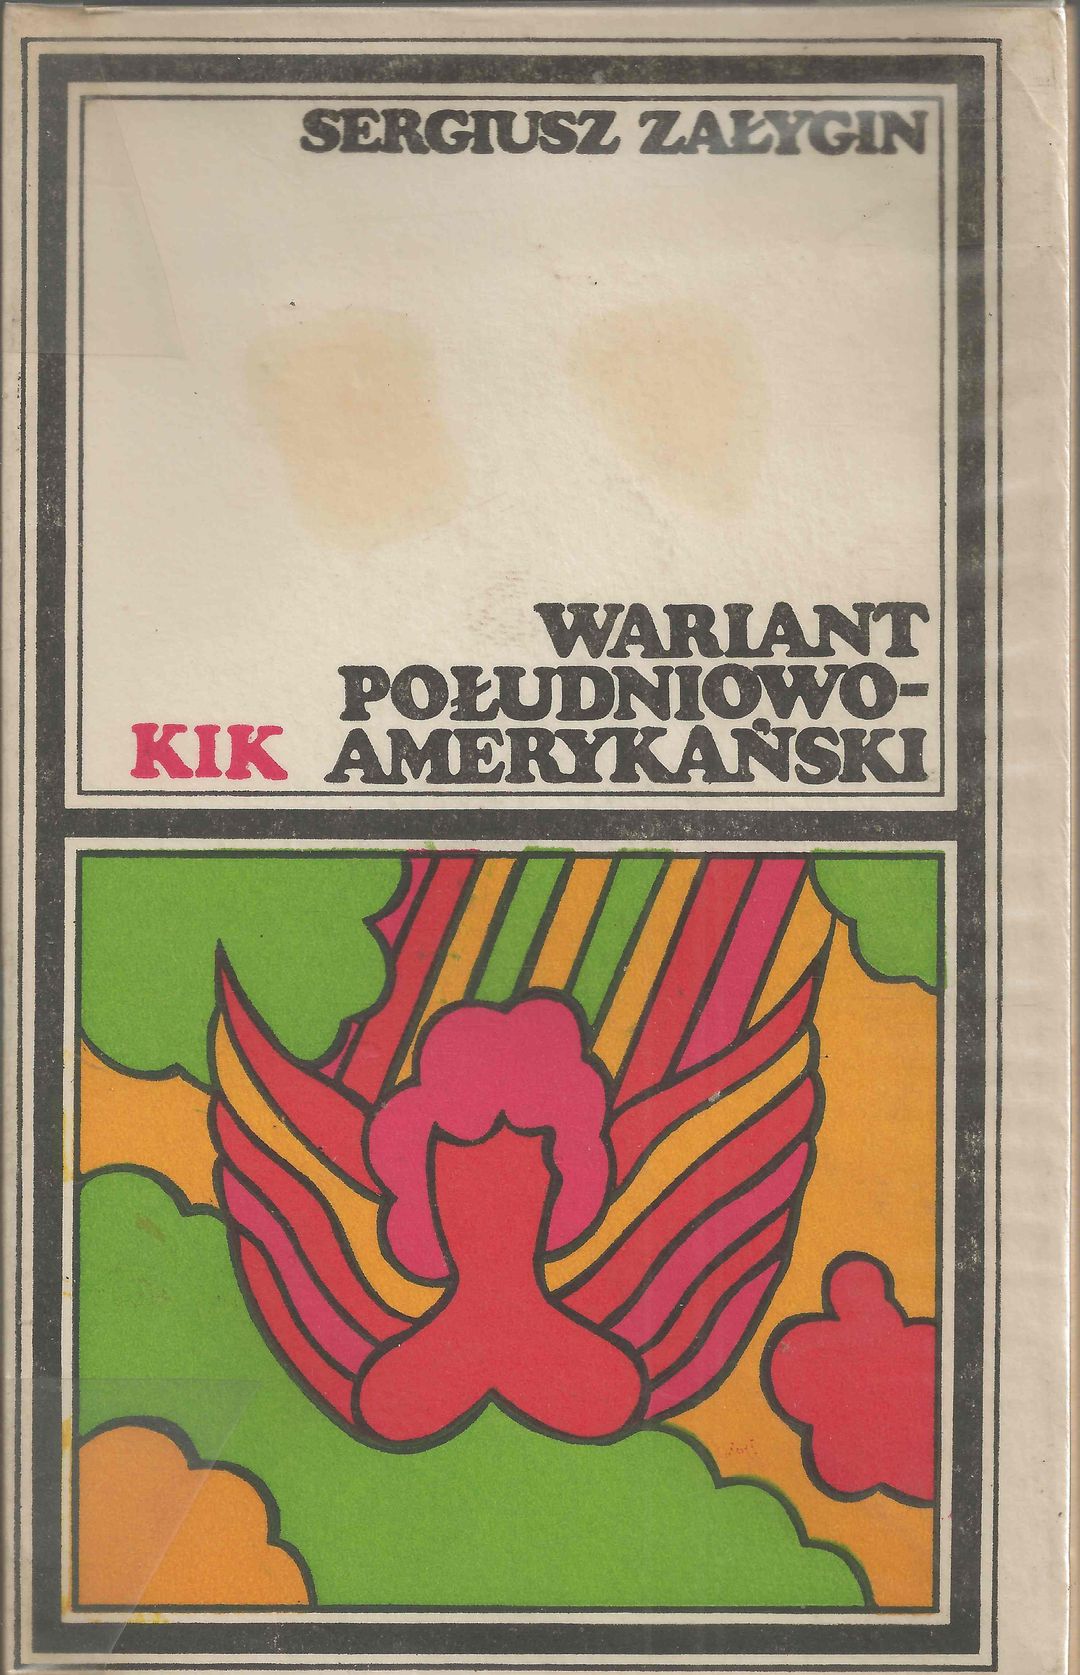 SERGIUSZ ZAŁYGIN
WARIANT
POŁUDNIOWO-
KIK AMERYKAŃSKI